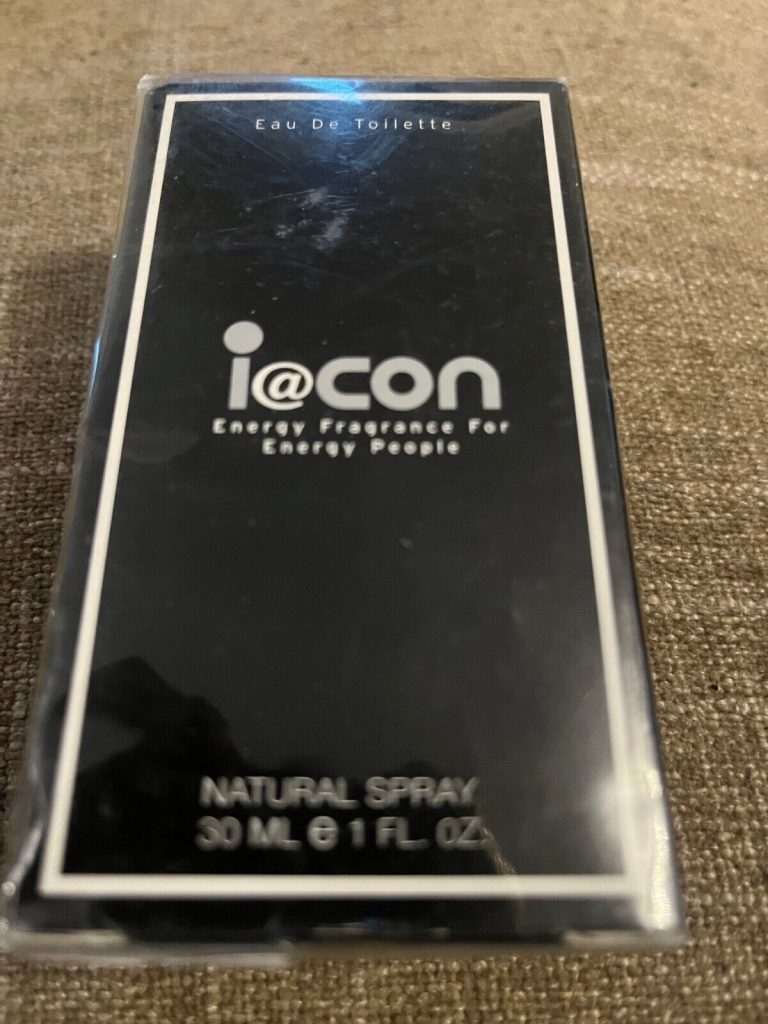 Eau De Toilette
i@con
Energy Fragrance For
Energy People
NATURAL SPRAY
30 ML ℮ 1 FL. OZ.